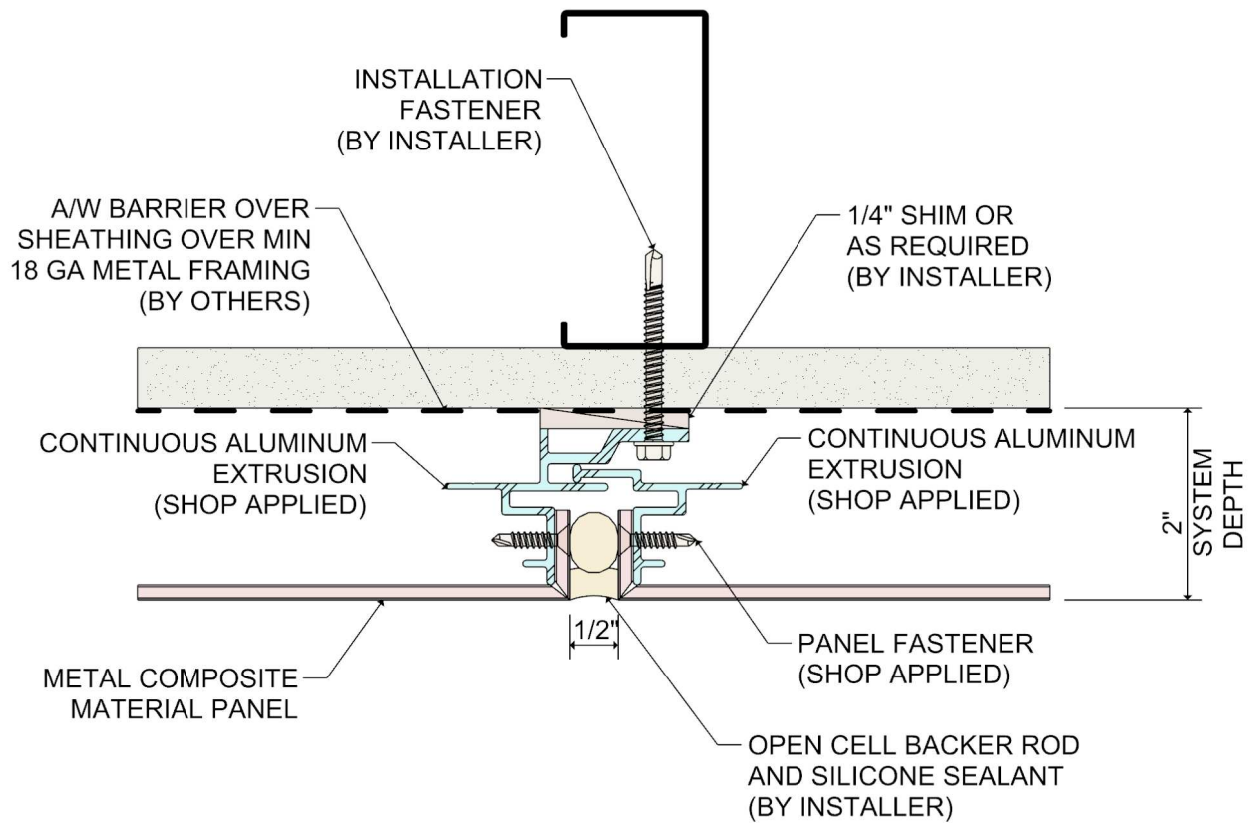 INSTALLATION
FASTENER
(BY INSTALLER)
A/W BARRIER OVER
SHEATHING OVER MIN
18 GA METAL FRAMING
(BY OTHERS)
1/4" SHIM OR
AS REQUIRED
(BY INSTALLER)
CONTINUOUS ALUMINUM
EXTRUSION
(SHOP APPLIED)
CONTINUOUS ALUMINUM
EXTRUSION
(SHOP APPLIED)
2"
SYSTEM
DEPTH
1/2"
METAL COMPOSITE
MATERIAL PANEL
PANEL FASTENER
(SHOP APPLIED)
OPEN CELL BACKER ROD
AND SILICONE SEALANT
(BY INSTALLER)